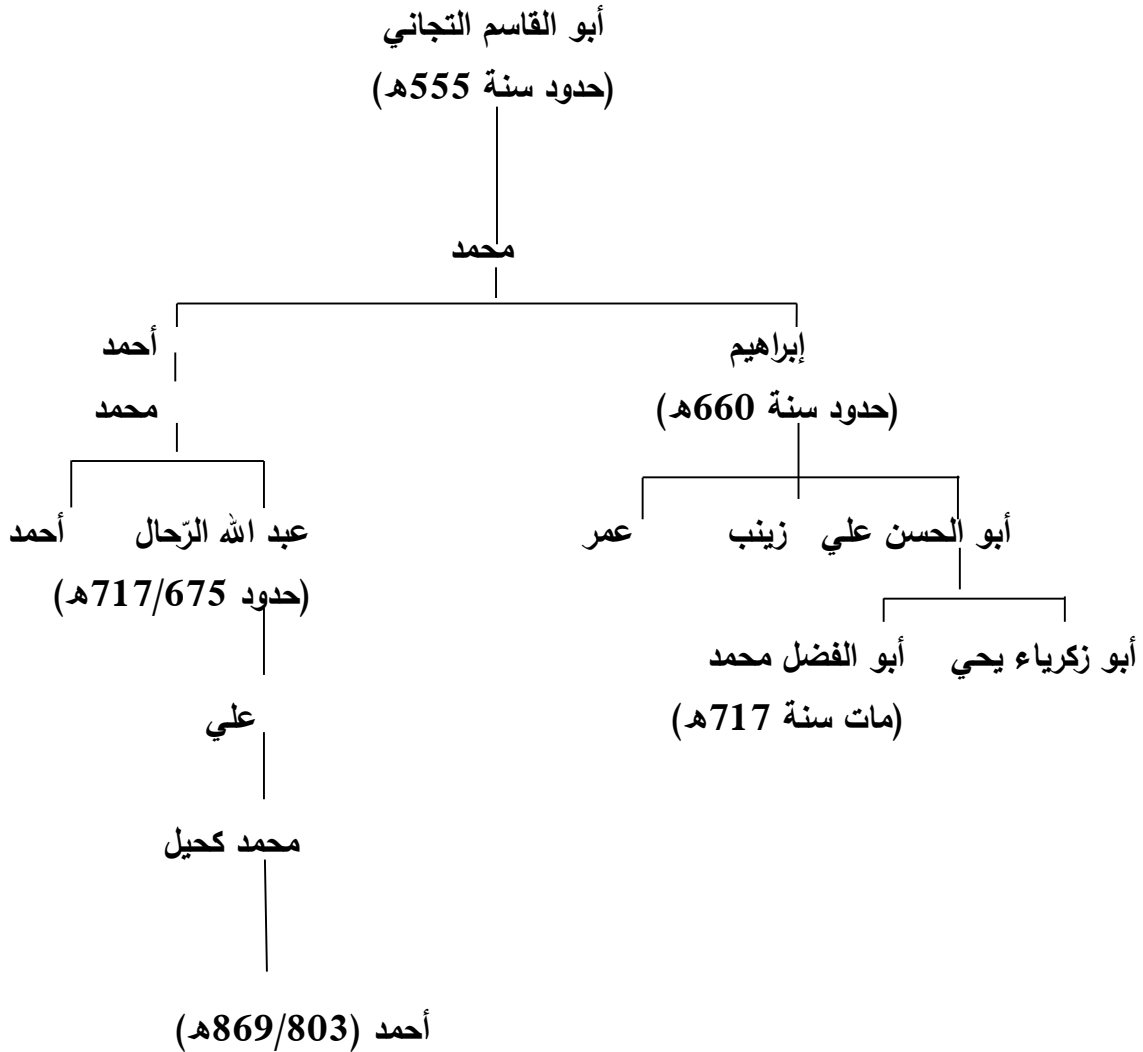 أبو القاسم التجاني
(حدود سنة 555هـ)
محمد
إبراهيم أحمد
(حدود سنة 660هـ) محمد
أبو الحسن علي زينب عمر عبد الله الرّحال أحمد
(حدود 717/675هـ)
أبو زكرياء يحي أبو الفضل محمد
(مات سنة 717هـ) علي
محمد كحيل
أحمد (869/803هـ)